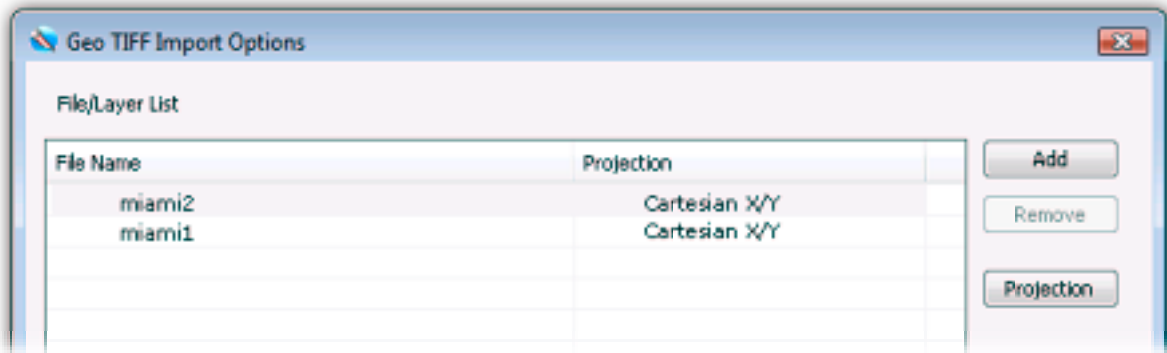 Geo TIFF Import Options
File/Layer List
File Name Projection
Add
miami2 Cartesian X/Y
Remove
miami1 Cartesian X/Y
Projection